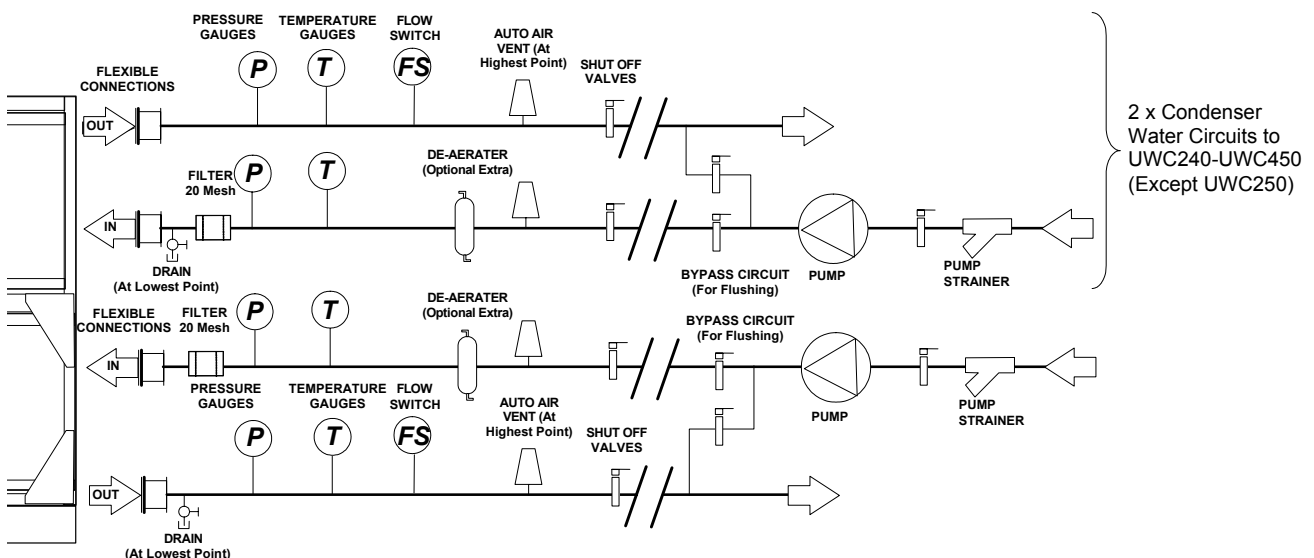 PRESSURE
GAUGES
TEMPERATURE
GAUGES
FLOW
SWITCH
AUTO AIR
VENT (At
Highest Point)
SHUT OFF
VALVES
FLEXIBLE
CONNECTIONS
P
T
FS
OUT
2 x Condenser
Water Circuits to
UWC240-UWC450
(Except UWC250)
FILTER
20 Mesh
P
T
DE-AERATER
(Optional Extra)
IN
DRAIN
(At Lowest Point)
BYPASS CIRCUIT
(For Flushing)
PUMP
PUMP
STRAINER
FLEXIBLE
CONNECTIONS
FILTER
20 Mesh
P
T
DE-AERATER
(Optional Extra)
BYPASS CIRCUIT
(For Flushing)
IN
PUMP
PUMP
STRAINER
PRESSURE
GAUGES
TEMPERATURE
GAUGES
FLOW
SWITCH
AUTO AIR
VENT (At
Highest Point)
SHUT OFF
VALVES
P
T
FS
OUT
DRAIN
(At Lowest Point)